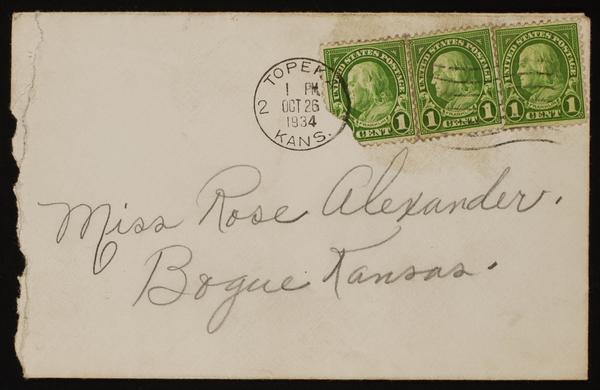 TOPEKA
1 PM
2 OCT 26
1934
KANS.
UNITED STATES POSTAGE
1 CENT 1
UNITED STATES POSTAGE
1 CENT 1
UNITED STATES POSTAGE
1 CENT 1
Miss Rose Alexander.
Bogue Kansas.